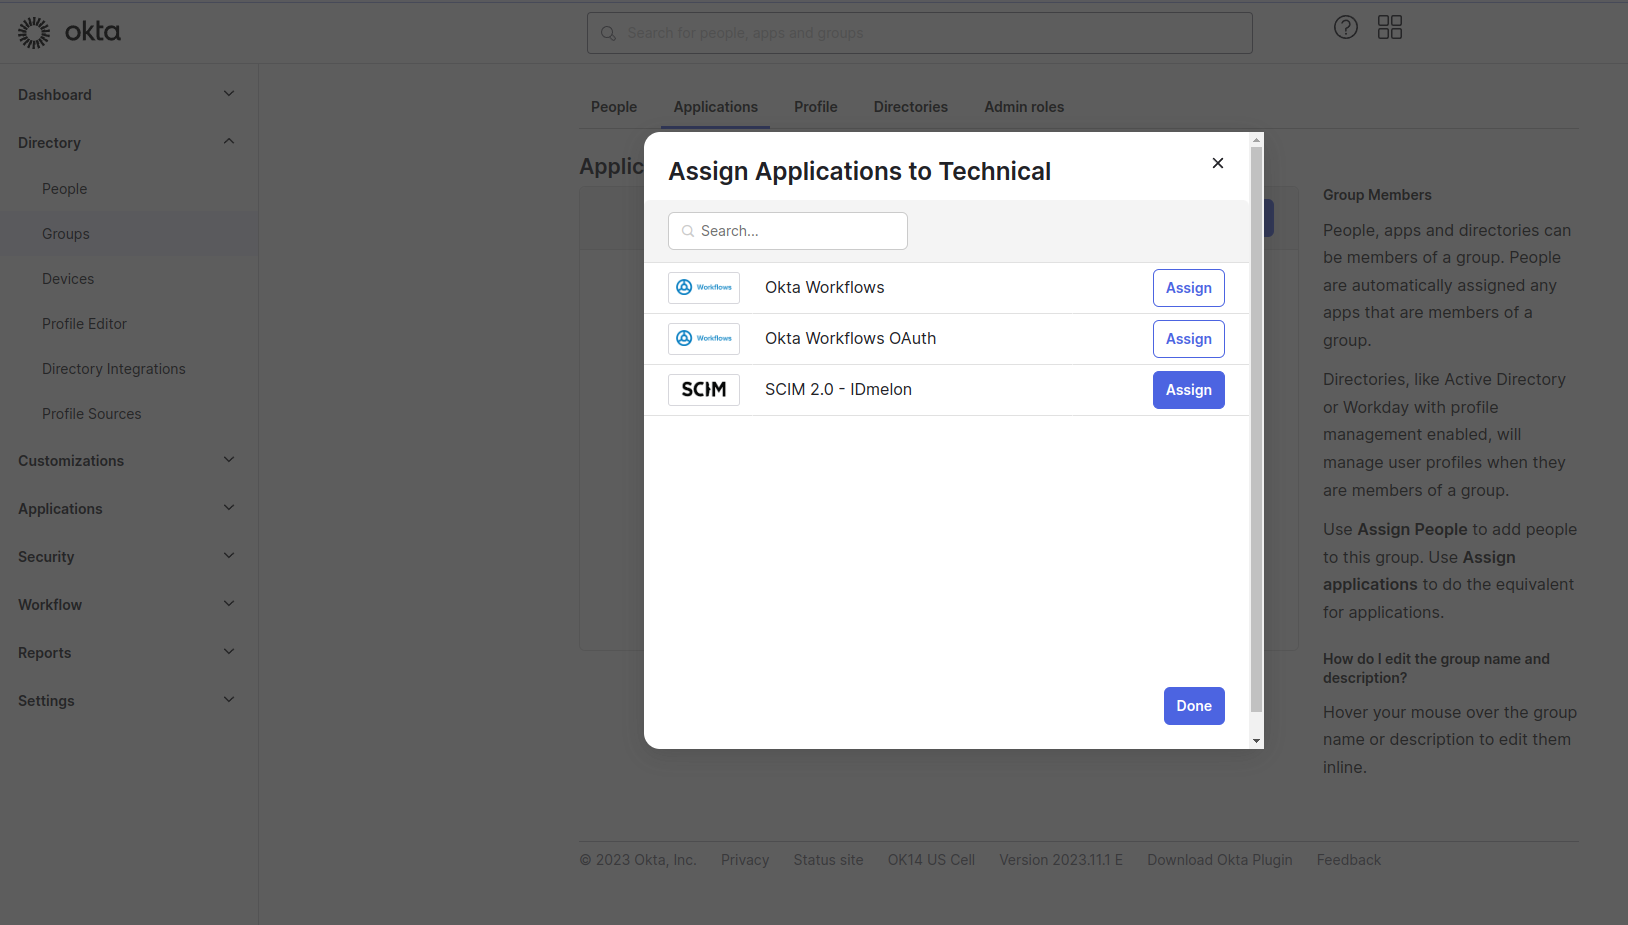 okta
Search for people, apps and groups
Dashboard
Directory
People
Groups
Devices
Profile Editor
Directory Integrations
Profile Sources
Customizations
Applications
Security
Workflow
Reports
Settings
People Applications Profile Directories Admin roles
Applic
Assign Applications to Technical
Search...
Workflows Okta Workflows Assign
Workflows Okta Workflows OAuth Assign
SCIM SCIM 2.0 - IDmelon Assign
Done
Group Members
People, apps and directories can
be members of a group. People
are automatically assigned any
apps that are members of a
group.
Directories, like Active Directory
or Workday with profile
management enabled, will
manage user profiles when they
are members of a group.
Use Assign People to add people
to this group. Use Assign
applications to do the equivalent
for applications.
How do I edit the group name and
description?
Hover your mouse over the group
name or description to edit them
inline.
© 2023 Okta, Inc. Privacy Status site OK14 US Cell Version 2023.11.1 E Download Okta Plugin Feedback